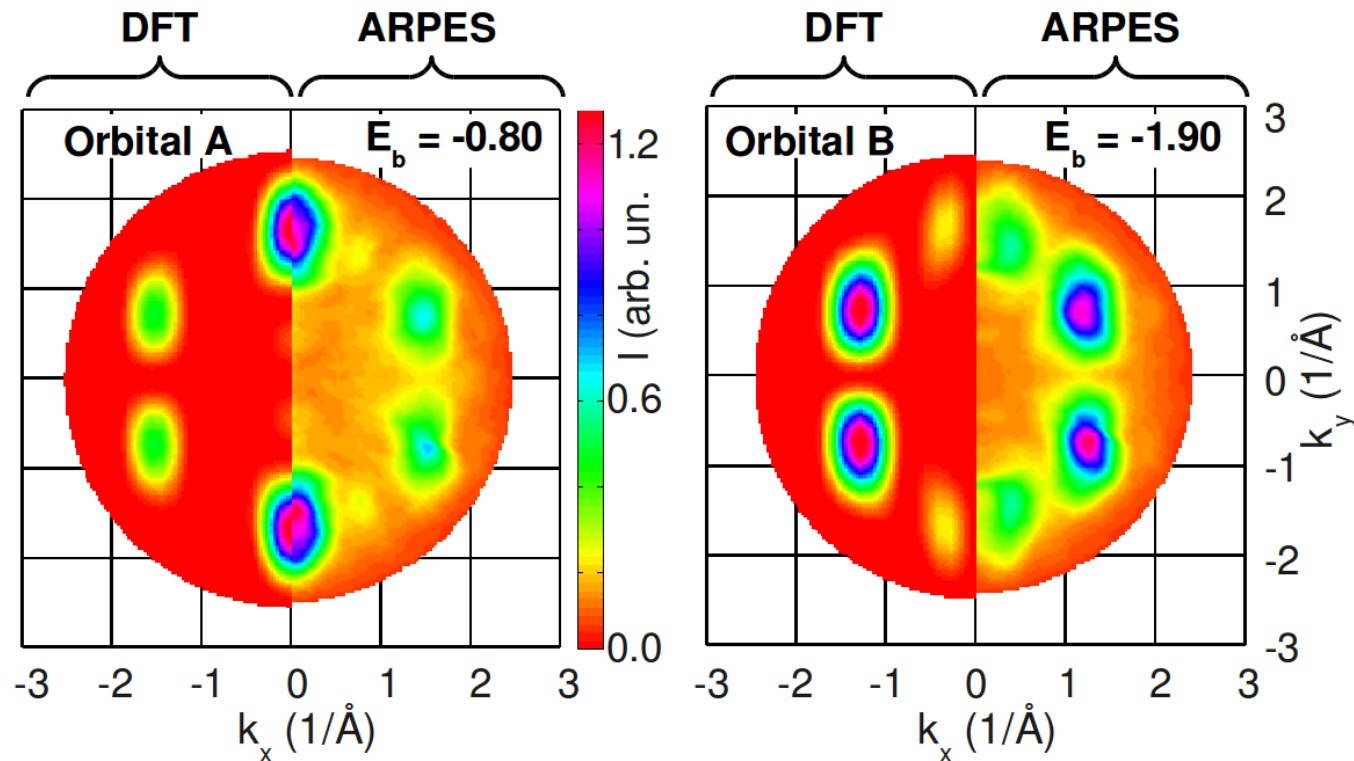 DFT ARPES
Orbital A E_b = -0.80
-3 -2 -1 0 1 2 3
k_x (1/Å)
1.2
0.6
0.0
I (arb. un.
DFT ARPES
Orbital B E_b = -1.90
-3 -2 -1 0 1 2 3
k_x (1/Å)
3
2
1
0
-1
-2
-3
k_y (1/Å)